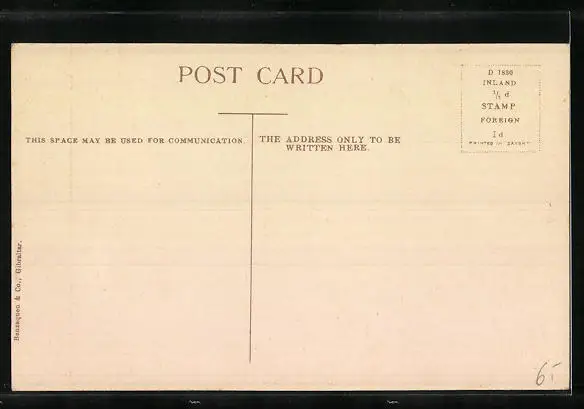 POST CARD
D 1830
INLAND
½ d
STAMP
FOREIGN
1d
PRINTED IN SAXONY
THIS SPACE MAY BE USED FOR COMMUNICATION.
THE ADDRESS ONLY TO BE
WRITTEN HERE.
Benzaquen & Co., Gibraltar.
6,-